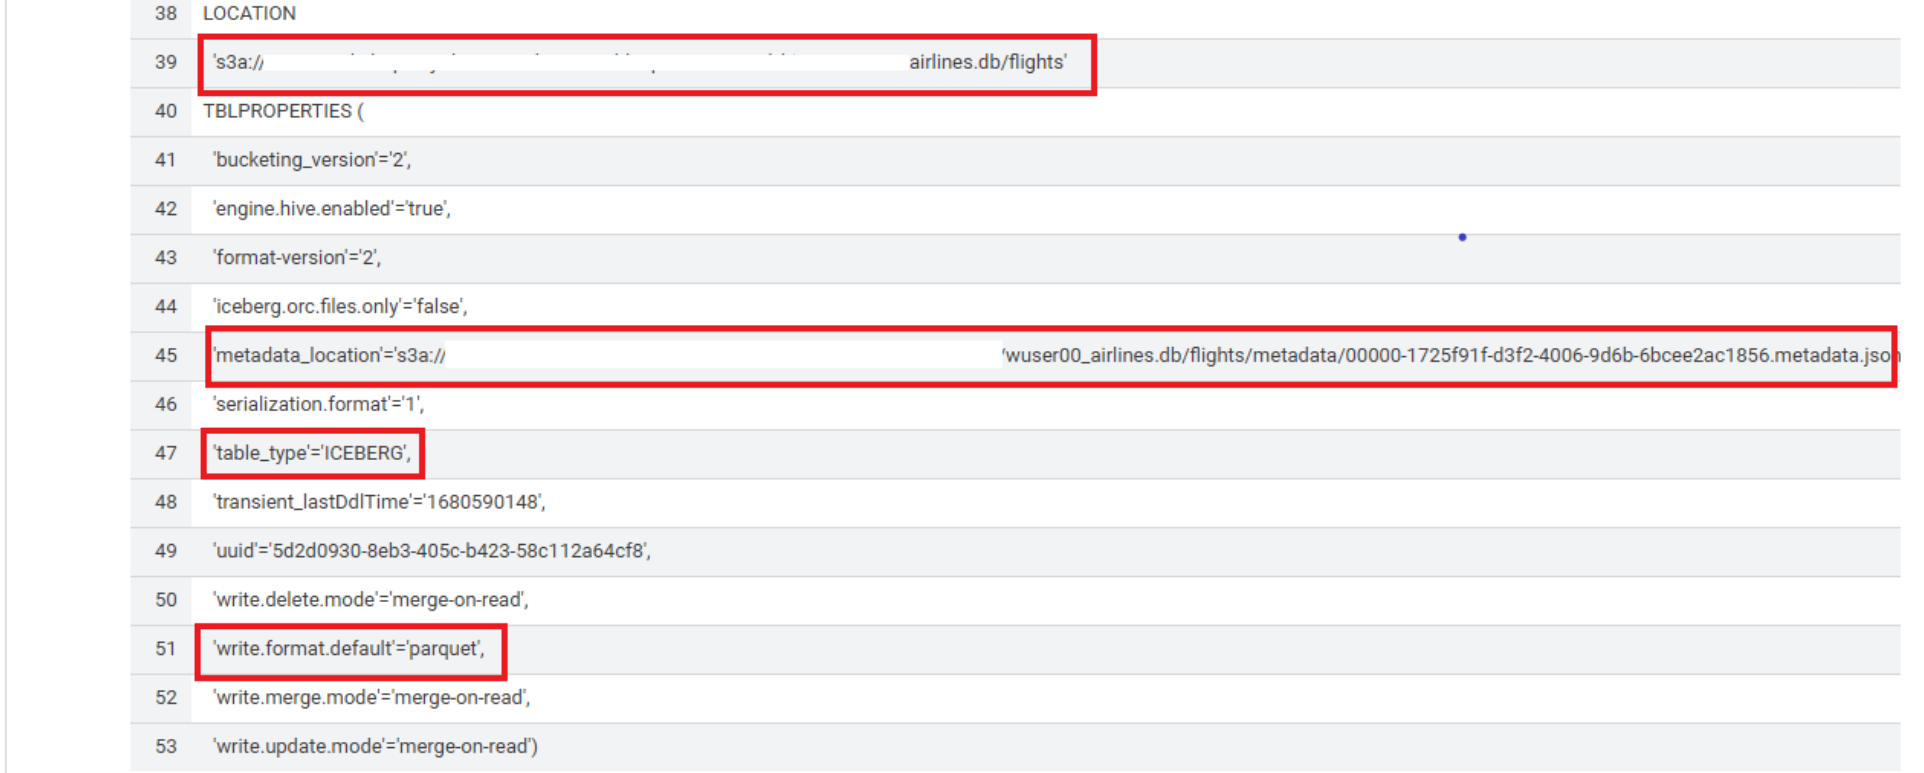 38 LOCATION
39 's3a:// airlines.db/flights'
40 TBLPROPERTIES (
41 'bucketing_version'='2',
42 'engine.hive.enabled'='true',
43 'format-version'='2',
44 'iceberg.orc.files.only'='false',
45 'metadata_location'='s3a:// /wuser00_airlines.db/flights/metadata/00000-1725f91f-d3f2-4006-9d6b-6bcee2ac1856.metadata.json
46 'serialization.format'='1',
47 'table_type'='ICEBERG',
48 'transient_lastDdlTime'='1680590148',
49 'uuid'='5d2d0930-8eb3-405c-b423-58c112a64cf8',
50 'write.delete.mode'='merge-on-read',
51 'write.format.default'='parquet',
52 'write.merge.mode'='merge-on-read',
53 'write.update.mode'='merge-on-read')